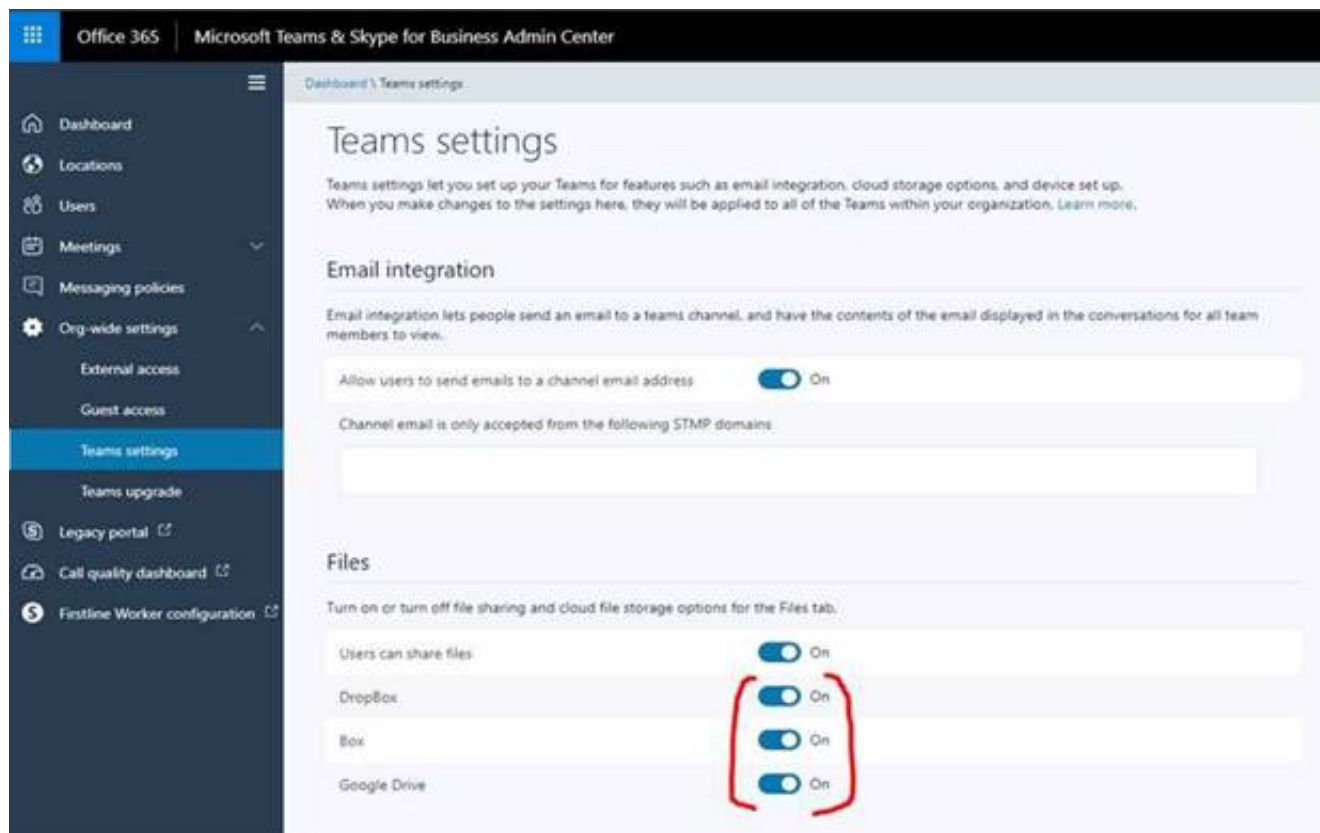 Office 365
Microsoft Teams & Skype for Business Admin Center
Dashboard \ Teams settings
Dashboard
Locations
Users
Meetings
Messaging policies
Org-wide settings
External access
Guest access
Teams settings
Teams upgrade
Legacy portal
Call quality dashboard
Firstline Worker configuration
Teams settings
Teams settings let you set up your Teams for features such as email integration, cloud storage options, and device set up.
When you make changes to the settings here, they will be applied to all of the Teams within your organization. Learn more.
Email integration
Email integration lets people send an email to a teams channel, and have the contents of the email displayed in the conversations for all team
members to view.
Allow users to send emails to a channel email address On
Channel email is only accepted from the following STMP domains
Files
Turn on or turn off file sharing and cloud file storage options for the Files tab.
Users can share files On
DropBox On
Box On
Google Drive On